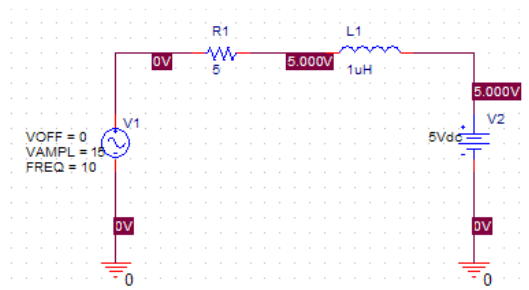 R1
L1
0V
5.000V
5
1uH
5.000V
V1
V2
VOFF = 0
5Vdc
VAMPL = 15
FREQ = 10
0V
0V
0
0